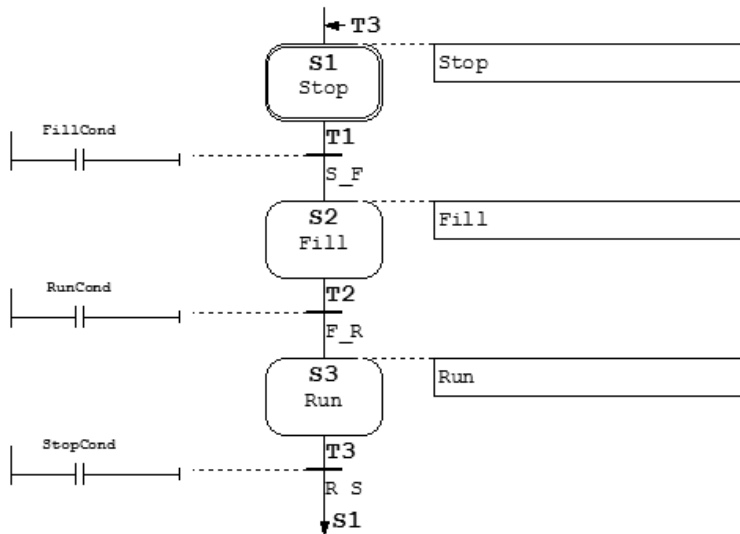 T3
S1
Stop
Stop
FillCond
T1
S_F
S2
Fill
Fill
RunCond
T2
F_R
S3
Run
Run
StopCond
T3
R S
S1